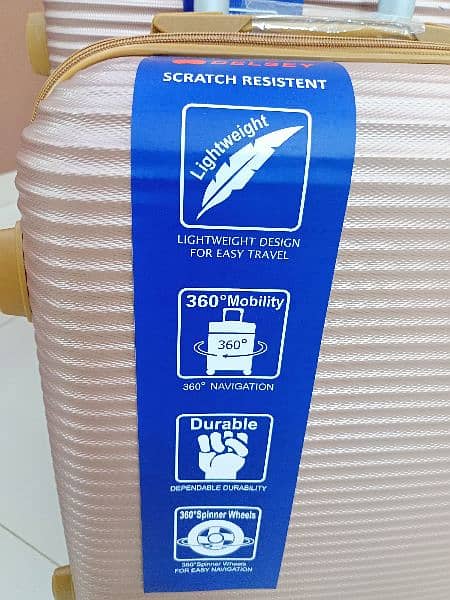 DELSEY
SCRATCH RESISTENT
Lightweight
LIGHTWEIGHT DESIGN
FOR EASY TRAVEL
360°Mobility
360°
360° NAVIGATION
Durable
DEPENDABLE DURABILITY
360°Spinner Wheels
360°Spinner Wheels
FOR EASY NAVIGATION